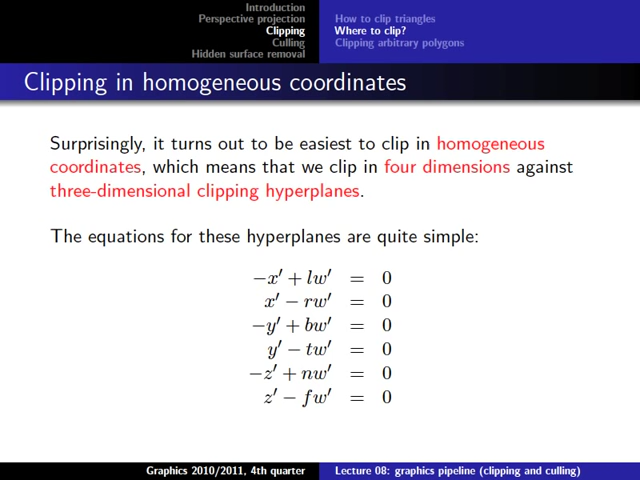 Introduction
Perspective projection
Clipping
Culling
Hidden surface removal
How to clip triangles
Where to clip?
Clipping arbitrary polygons
Clipping in homogeneous coordinates
Surprisingly, it turns out to be easiest to clip in homogeneous
coordinates, which means that we clip in four dimensions against
three-dimensional clipping hyperplanes.
The equations for these hyperplanes are quite simple:
−x′ + lw′ = 0
x′ − rw′ = 0
−y′ + bw′ = 0
y′ − tw′ = 0
−z′ + nw′ = 0
z′ − fw′ = 0
Graphics 2010/2011, 4th quarter
Lecture 08: graphics pipeline (clipping and culling)